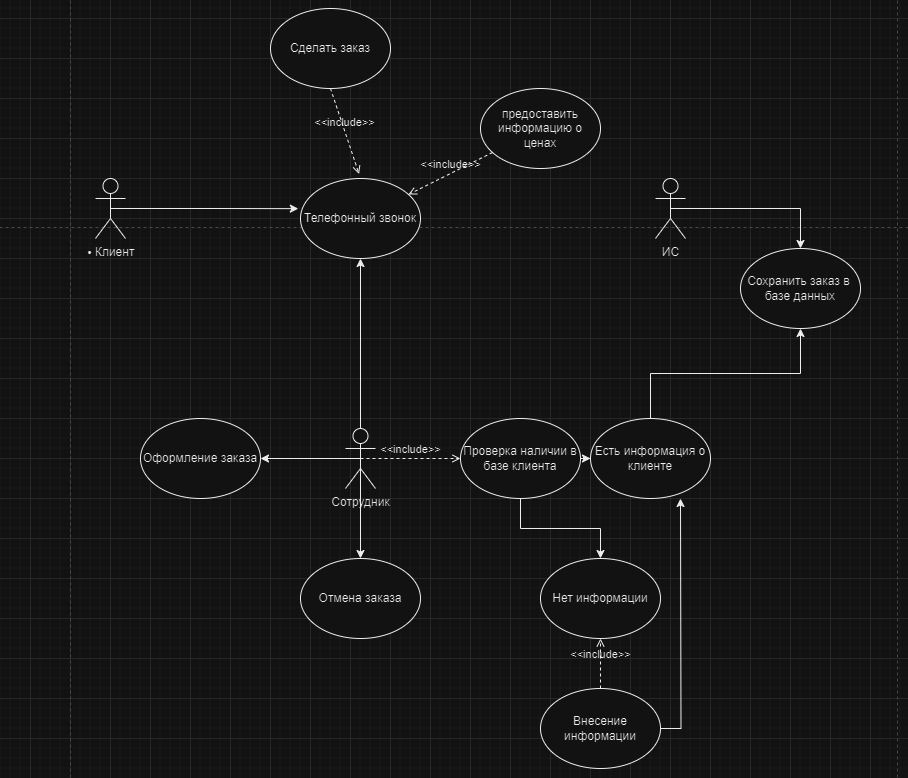 Сделать заказ
<<include>>
предоставить
информацию о
ценах
<<include>>
Телефонный звонок
• Клиент
ИС
Сохранить заказ в
базе данных
Оформление заказа
<<include>>
Проверка наличии в
базе клиента
Есть информация о
клиенте
Сотрудник
Отмена заказа
Нет информации
<<include>>
Внесение
информации